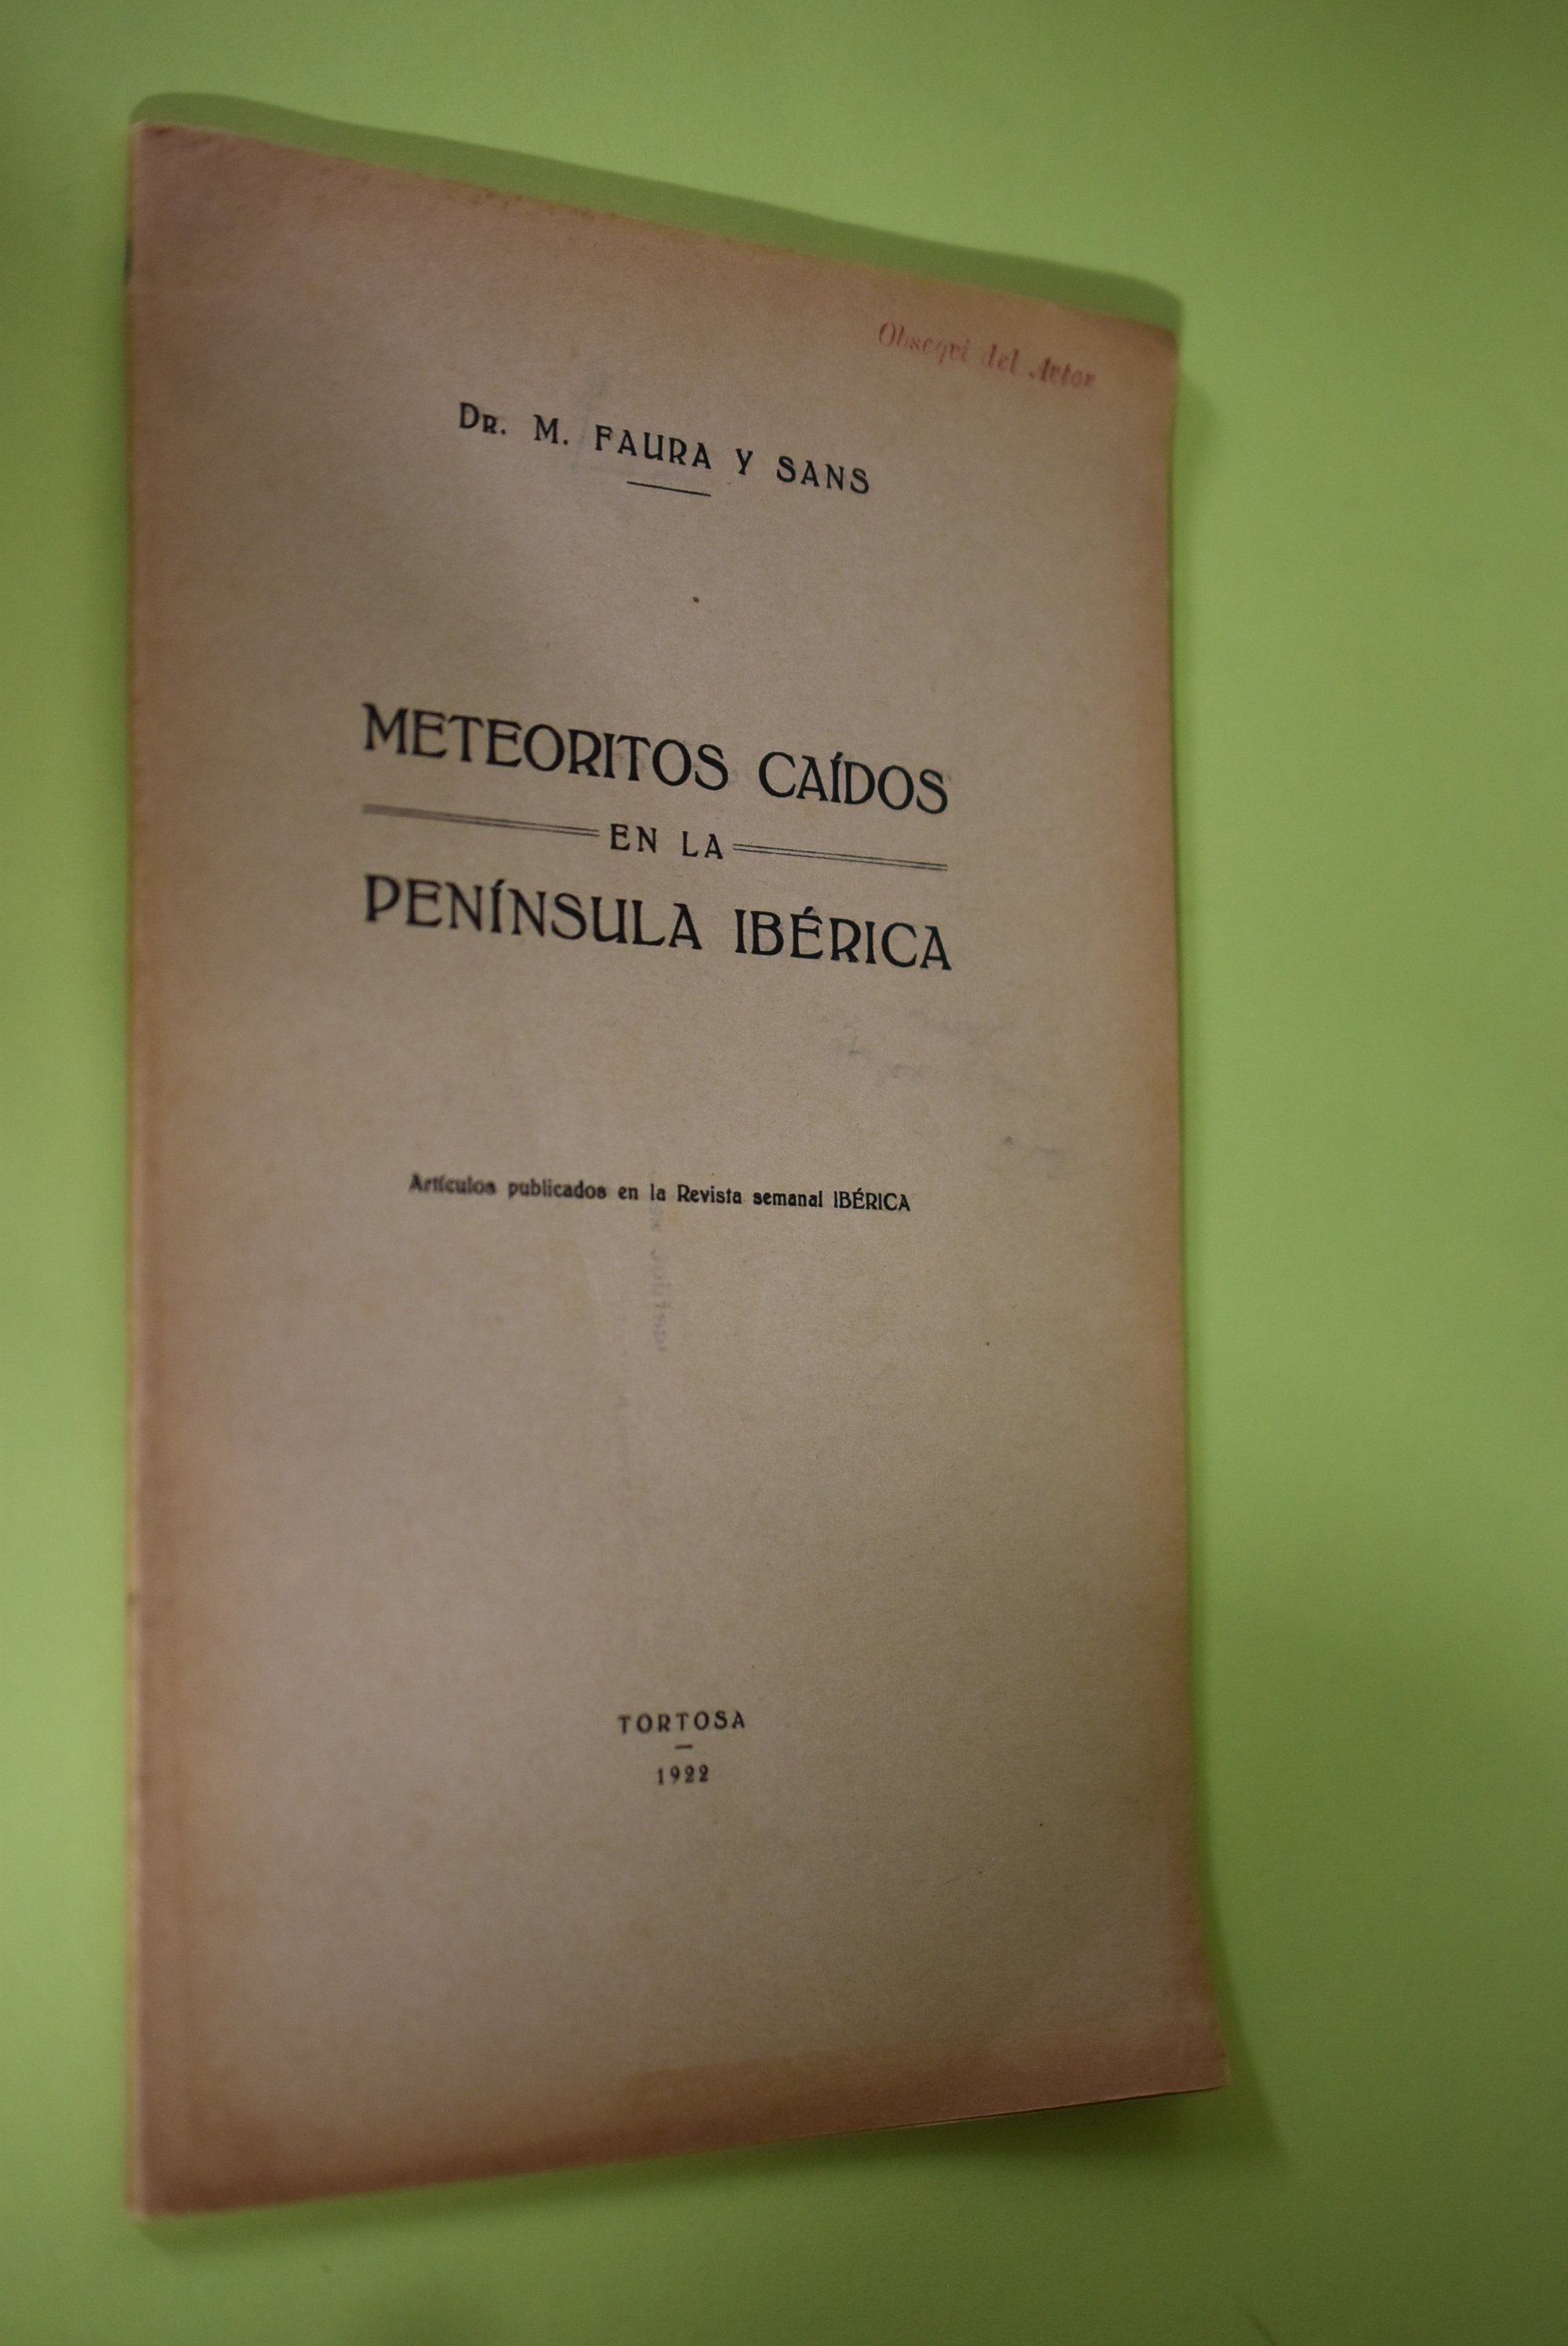 Obsequi del Avtor
DR. M. FAURA Y SANS
METEORITOS CAÍDOS
EN LA
PENÍNSULA IBÉRICA
Artículos publicados en la Revista semanal IBÉRICA
TORTOSA
1922